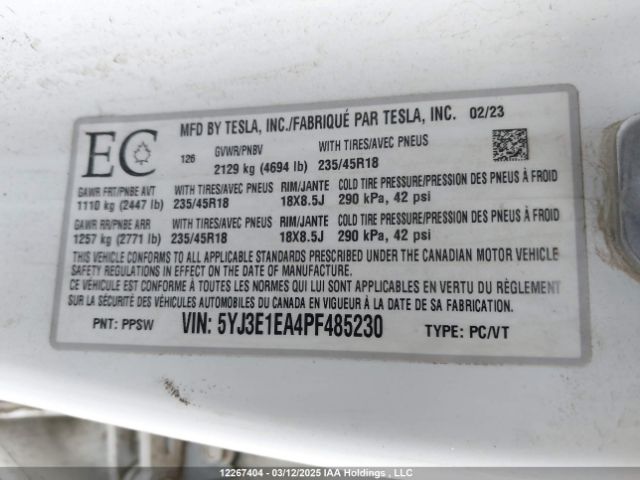 MFD BY TESLA, INC./FABRIQUÉ PAR TESLA, INC. 02/23
EC
126 GVWR/PNBV WITH TIRES/AVEC PNEUS
2129 kg (4694 lb) 235/45R18
GAWR FRT/PNBE AVT WITH TIRES/AVEC PNEUS RIM/JANTE COLD TIRE PRESSURE/PRESSION DES PNEUS À FROID
1110 kg (2447 lb) 235/45R18 18X8.5J 290 kPa, 42 psi
GAWR RR/PNBE ARR WITH TIRES/AVEC PNEUS RIM/JANTE COLD TIRE PRESSURE/PRESSION DES PNEUS À FROID
1257 kg (2771 lb) 235/45R18 18X8.5J 290 kPa, 42 psi
THIS VEHICLE CONFORMS TO ALL APPLICABLE STANDARDS PRESCRIBED UNDER THE CANADIAN MOTOR VEHICLE
SAFETY REGULATIONS IN EFFECT ON THE DATE OF MANUFACTURE.
CE VÉHICULE EST CONFORME À TOUTES LES NORMES QUI LUI SONT APPLICABLES EN VERTU DU RÈGLEMENT
SUR LA SÉCURITÉ DES VÉHICULES AUTOMOBILES DU CANADA EN VIGUEUR À LA DATE DE SA FABRICATION.
PNT: PPSW VIN: 5YJ3E1EA4PF485230 TYPE: PC/VT
12267404 - 03/12/2025 IAA Holdings , LLC